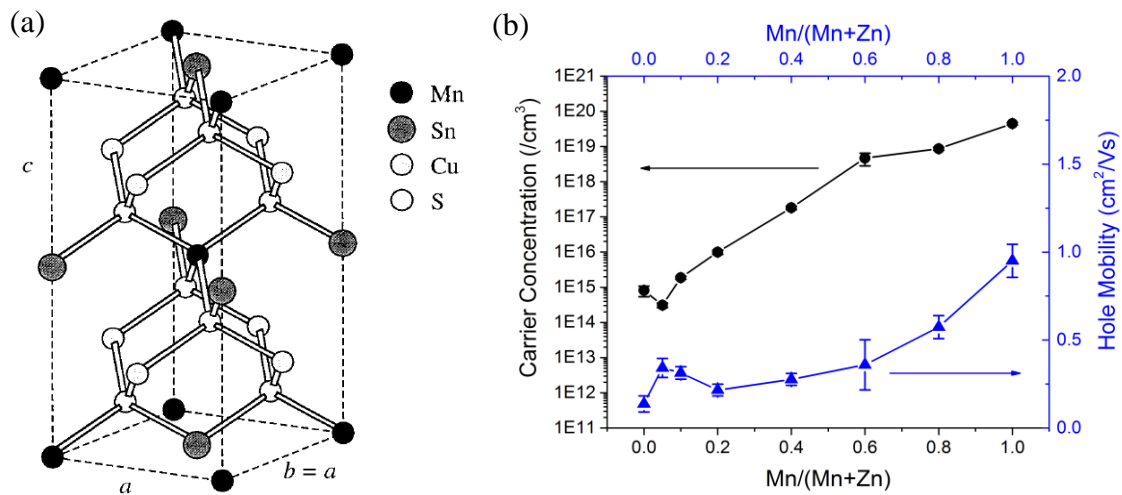 (a)
Mn
Sn
Cu
S
c
a
b = a
(b)
Mn/(Mn+Zn)
0.0 0.2 0.4 0.6 0.8 1.0
Carrier Concentration (/cm³)
1E21
1E20
1E19
1E18
1E17
1E16
1E15
1E14
1E13
1E12
1E11
2.0
1.5
1.0
0.5
0.0
Hole Mobility (cm²/Vs)
0.0 0.2 0.4 0.6 0.8 1.0
Mn/(Mn+Zn)